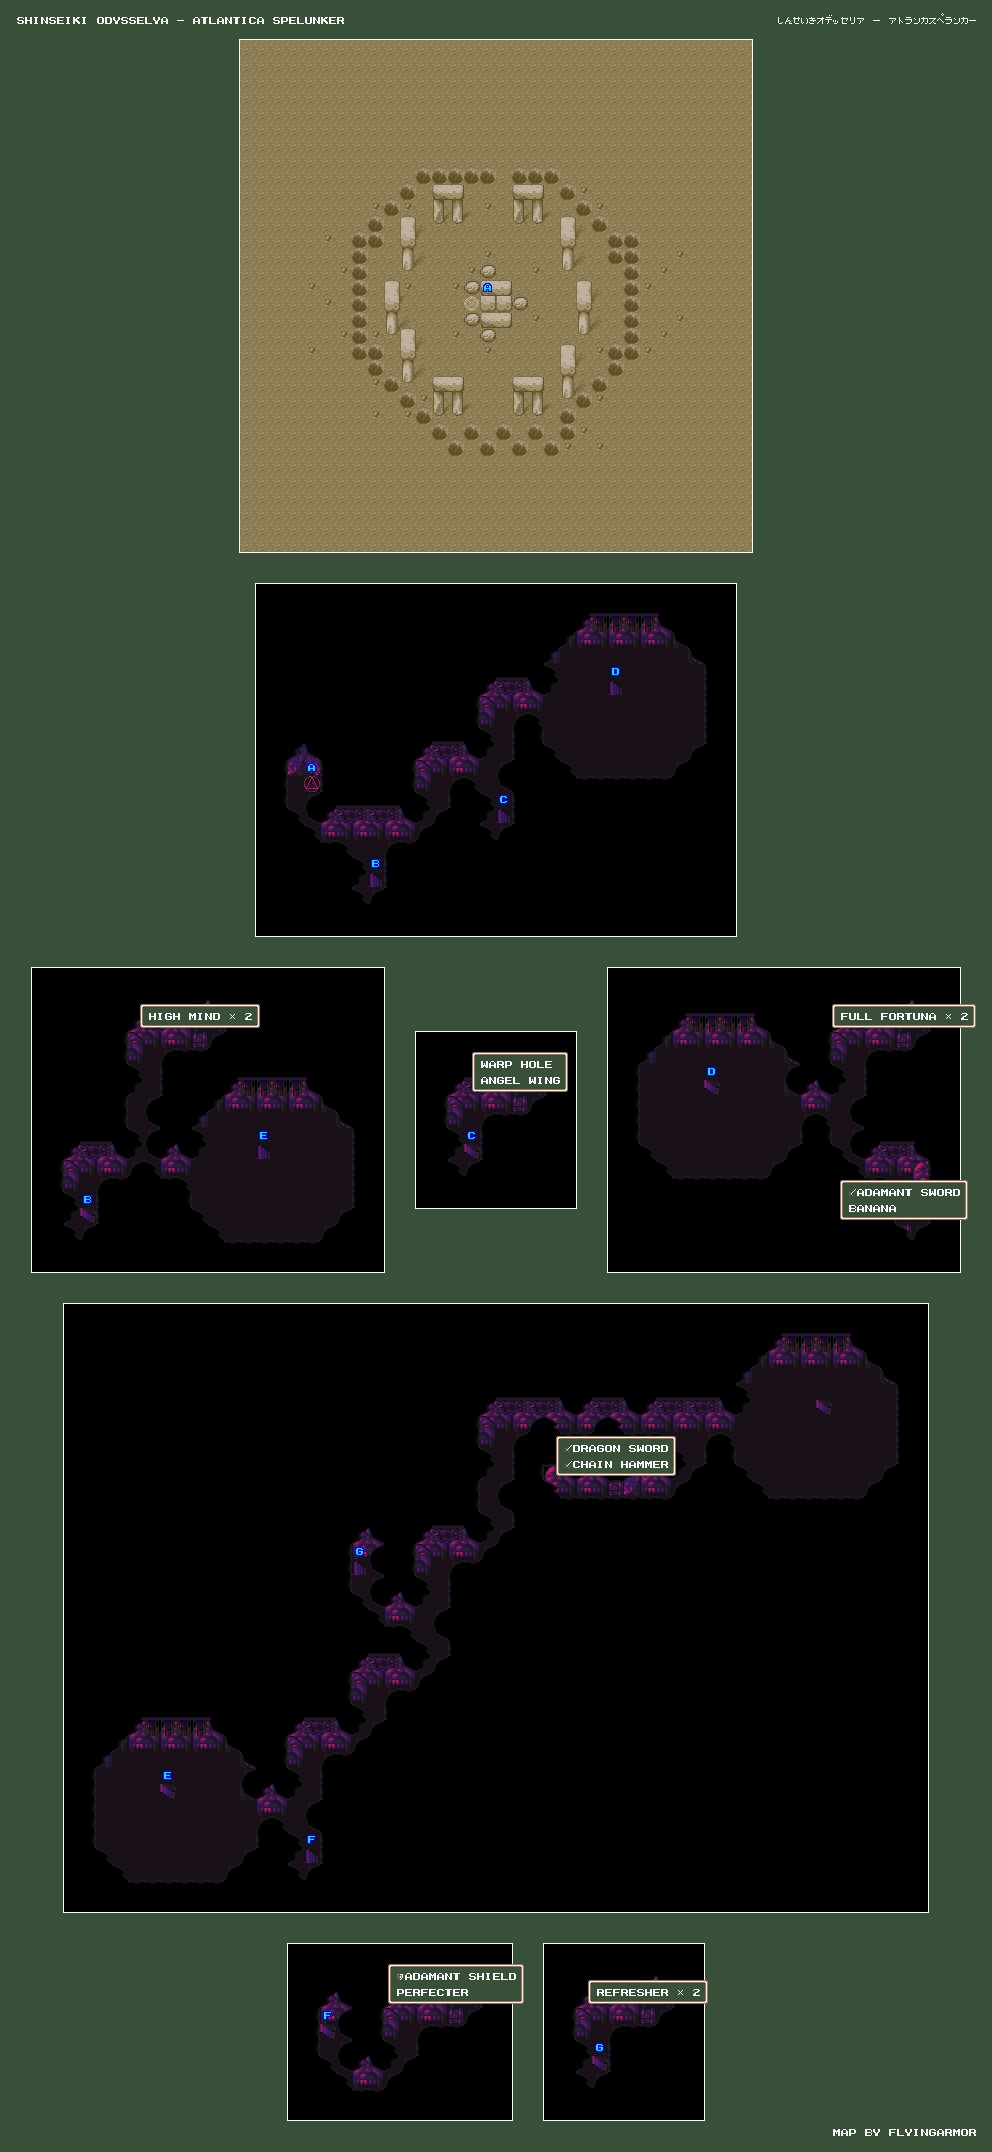 SHINSEIKI ODYSSELYA - ATLANTICA SPELUNKER
しんせいきオデッセリア - アトランカスペランカー
A
D
A
C
B
HIGH MIND × 2
E
B
WARP HOLE
ANGEL WING
C
FULL FORTUNA × 2
D
ADAMANT SWORD
BANANA
DRAGON SWORD
CHAIN HAMMER
G
E
F
ADAMANT SHIELD
PERFECTER
F
REFRESHER × 2
G
MAP BY FLYINGARMOR